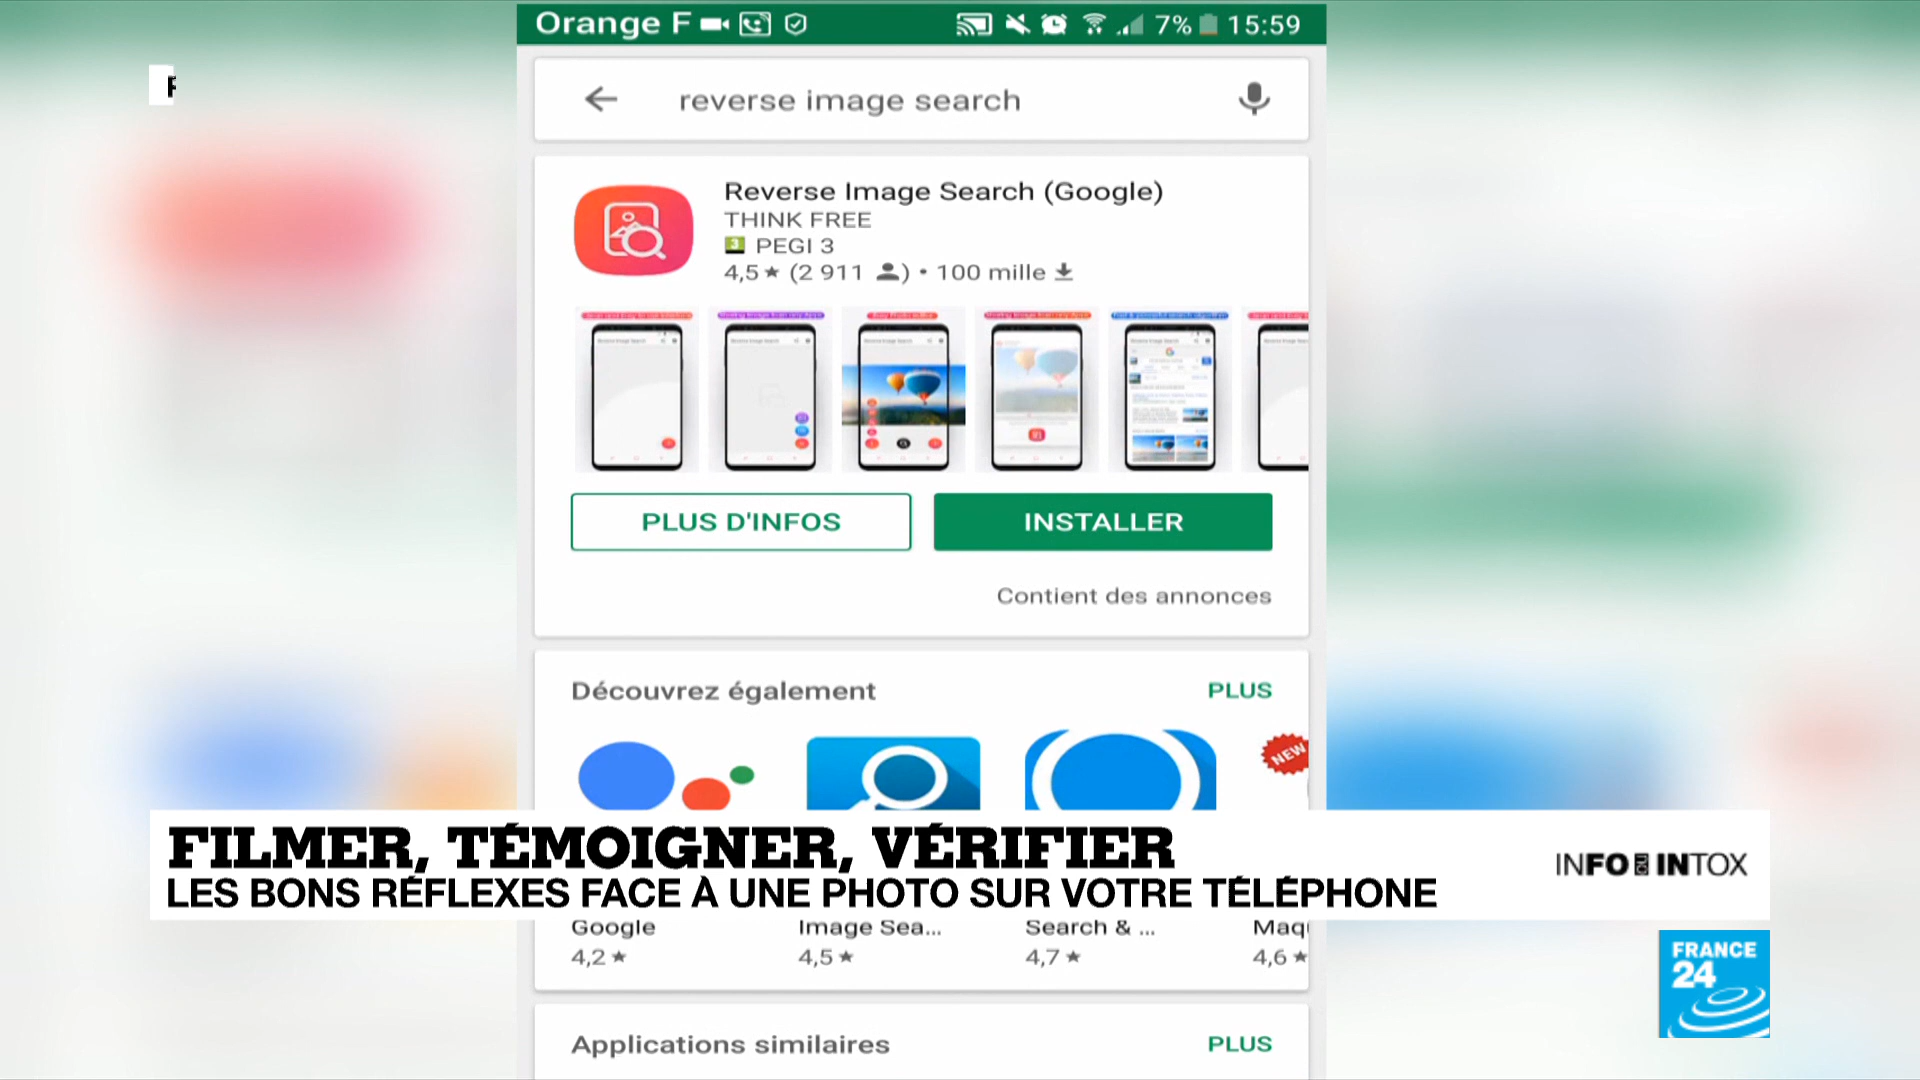 Orange F 7% 15:59
reverse image search
Reverse Image Search (Google)
THINK FREE
3 PEGI 3
4,5★ (2 911) • 100 mille
PLUS D'INFOS
INSTALLER
Contient des annonces
Découvrez également
PLUS
NEW
FILMER, TÉMOIGNER, VÉRIFIER
LES BONS RÉFLEXES FACE À UNE PHOTO SUR VOTRE TÉLÉPHONE
INFO OU INTOX
Google
Image Sea...
Search & ...
4,2 ★
4,5 ★
4,7 ★
4,6 ★
FRANCE
24
Applications similaires
PLUS